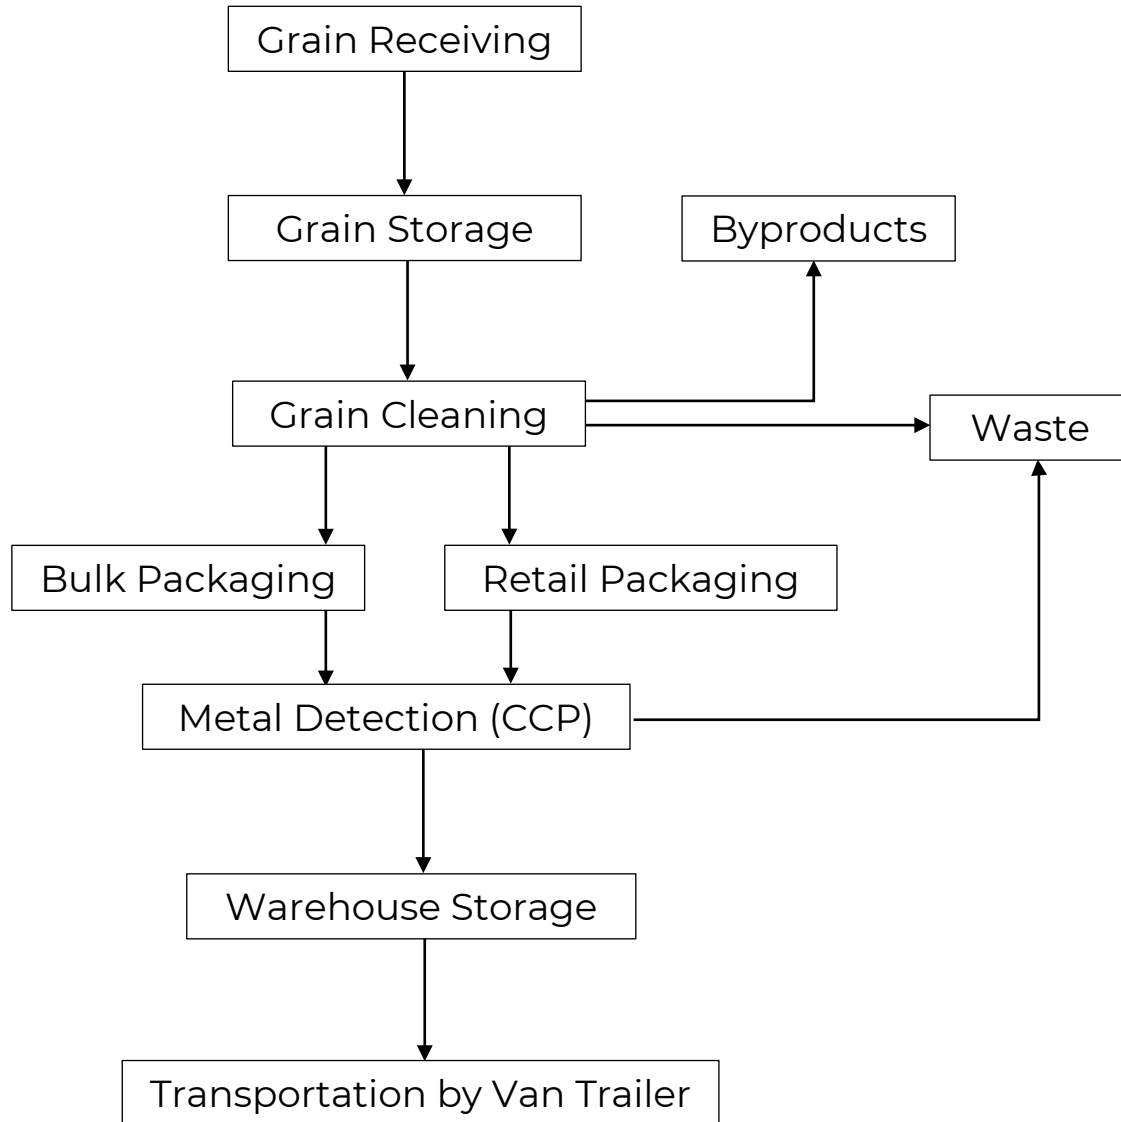 Grain Receiving
Grain Storage
Byproducts
Grain Cleaning
Waste
Bulk Packaging
Retail Packaging
Metal Detection (CCP)
Warehouse Storage
Transportation by Van Trailer